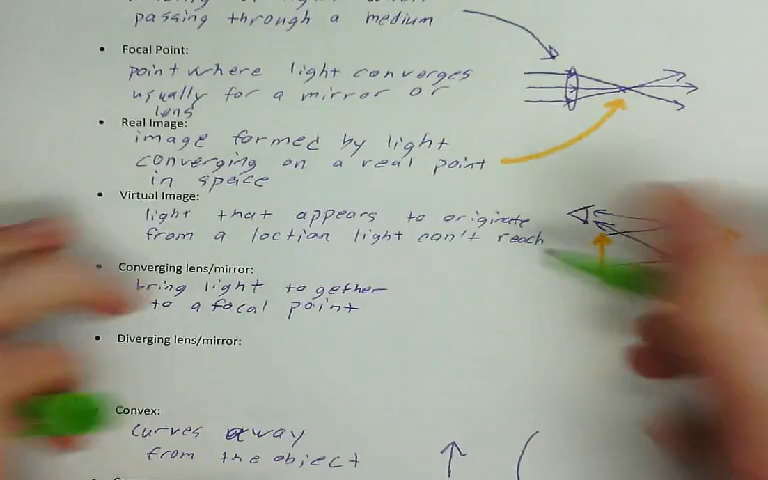 passing through a medium
• Focal Point:
point where light converges
usually for a mirror or
lens
• Real Image:
image formed by light
converging on a real point
in space
• Virtual Image:
light that appears to originate
from a loction light can't reach
• Converging lens/mirror:
bring light together
to a focal point
• Diverging lens/mirror:
• Convex:
curves away
from the object